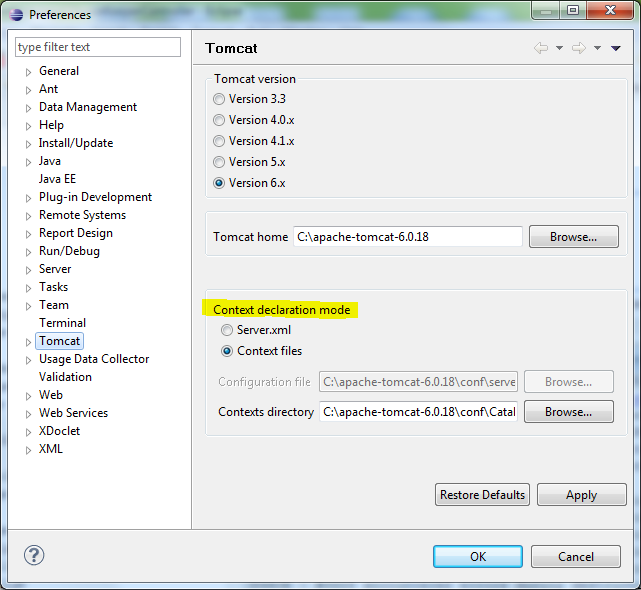 Preferences
type filter text
General
Ant
Data Management
Help
Install/Update
Java
Java EE
Plug-in Development
Remote Systems
Report Design
Run/Debug
Server
Tasks
Team
Terminal
Tomcat
Usage Data Collector
Validation
Web
Web Services
XDoclet
XML
Tomcat
Tomcat version
Version 3.3
Version 4.0.x
Version 4.1.x
Version 5.x
Version 6.x
Tomcat home C:\apache-tomcat-6.0.18 Browse...
Context declaration mode
Server.xml
Context files
Configuration file C:\apache-tomcat-6.0.18\conf\serve Browse...
Contexts directory C:\apache-tomcat-6.0.18\conf\Catal Browse...
Restore Defaults Apply
? OK Cancel